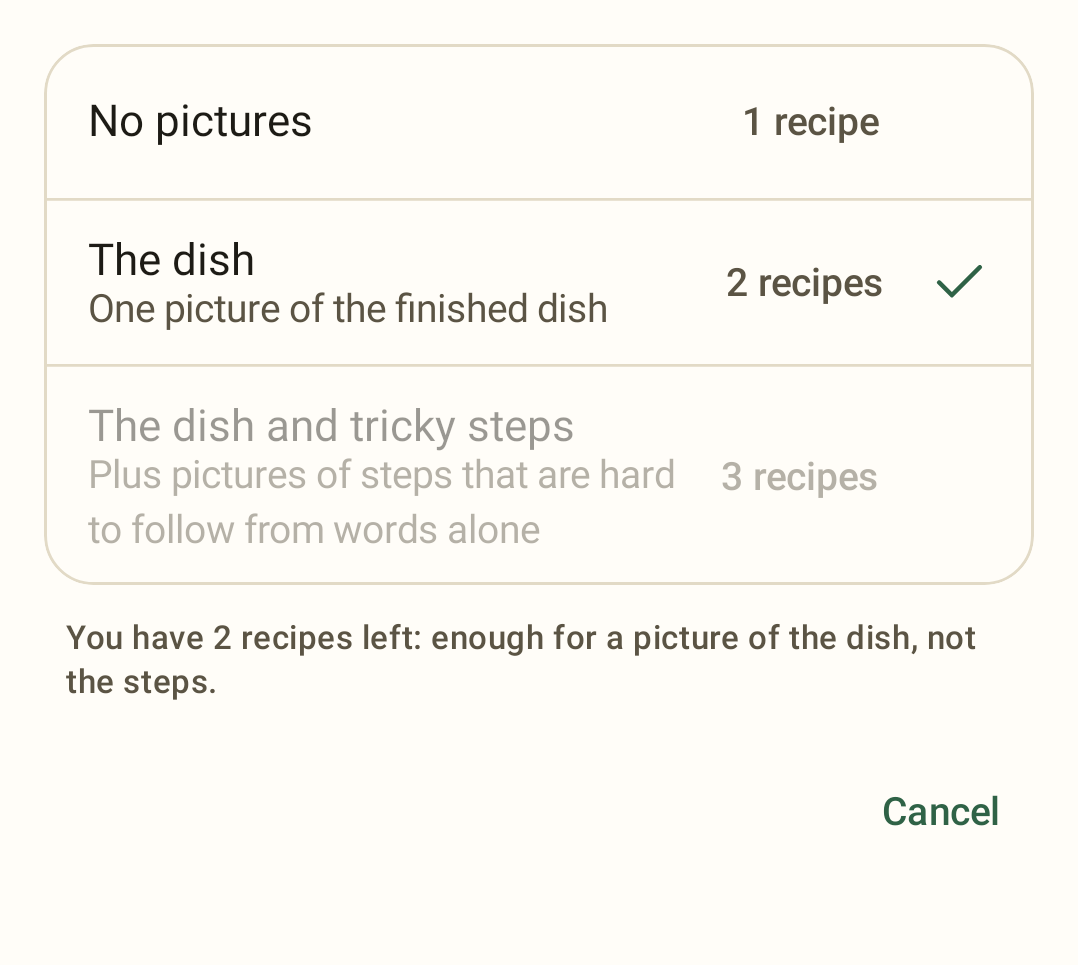 No pictures
1 recipe
The dish
One picture of the finished dish
2 recipes
The dish and tricky steps
Plus pictures of steps that are hard
to follow from words alone
3 recipes
You have 2 recipes left: enough for a picture of the dish, not
the steps.
Cancel